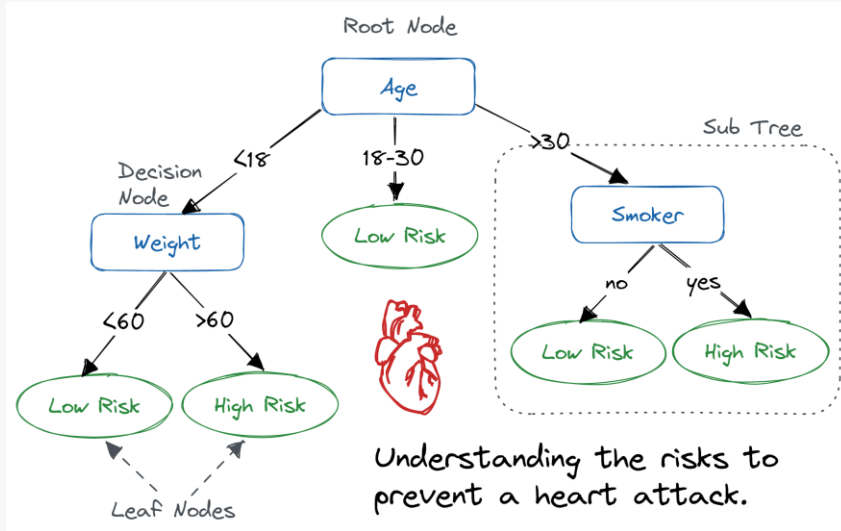 Root Node
Age
Sub Tree
<18
18-30
>30
Decision
Node
Weight
Low Risk
Smoker
<60
>60
no
yes
Low Risk
High Risk
Low Risk
High Risk
Understanding the risks to
prevent a heart attack.
Leaf Nodes